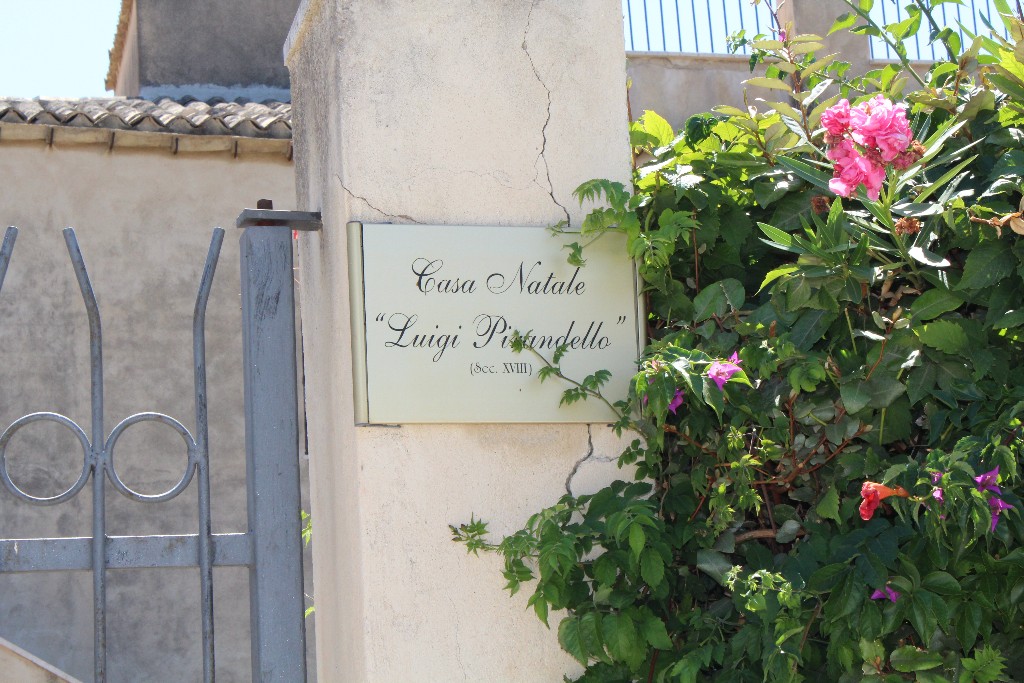 Casa Natale
“Luigi Pirandello”
(Sec. XVIII)